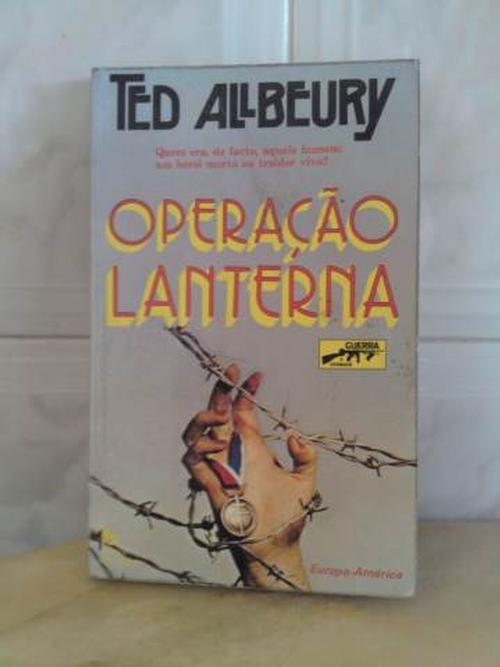 TED ALLBEURY
Quem era, de facto, aquele homem:
um herói morto ou traidor vivo?
OPERAÇÃO
LANTERNA
GUERRA
Europa-América